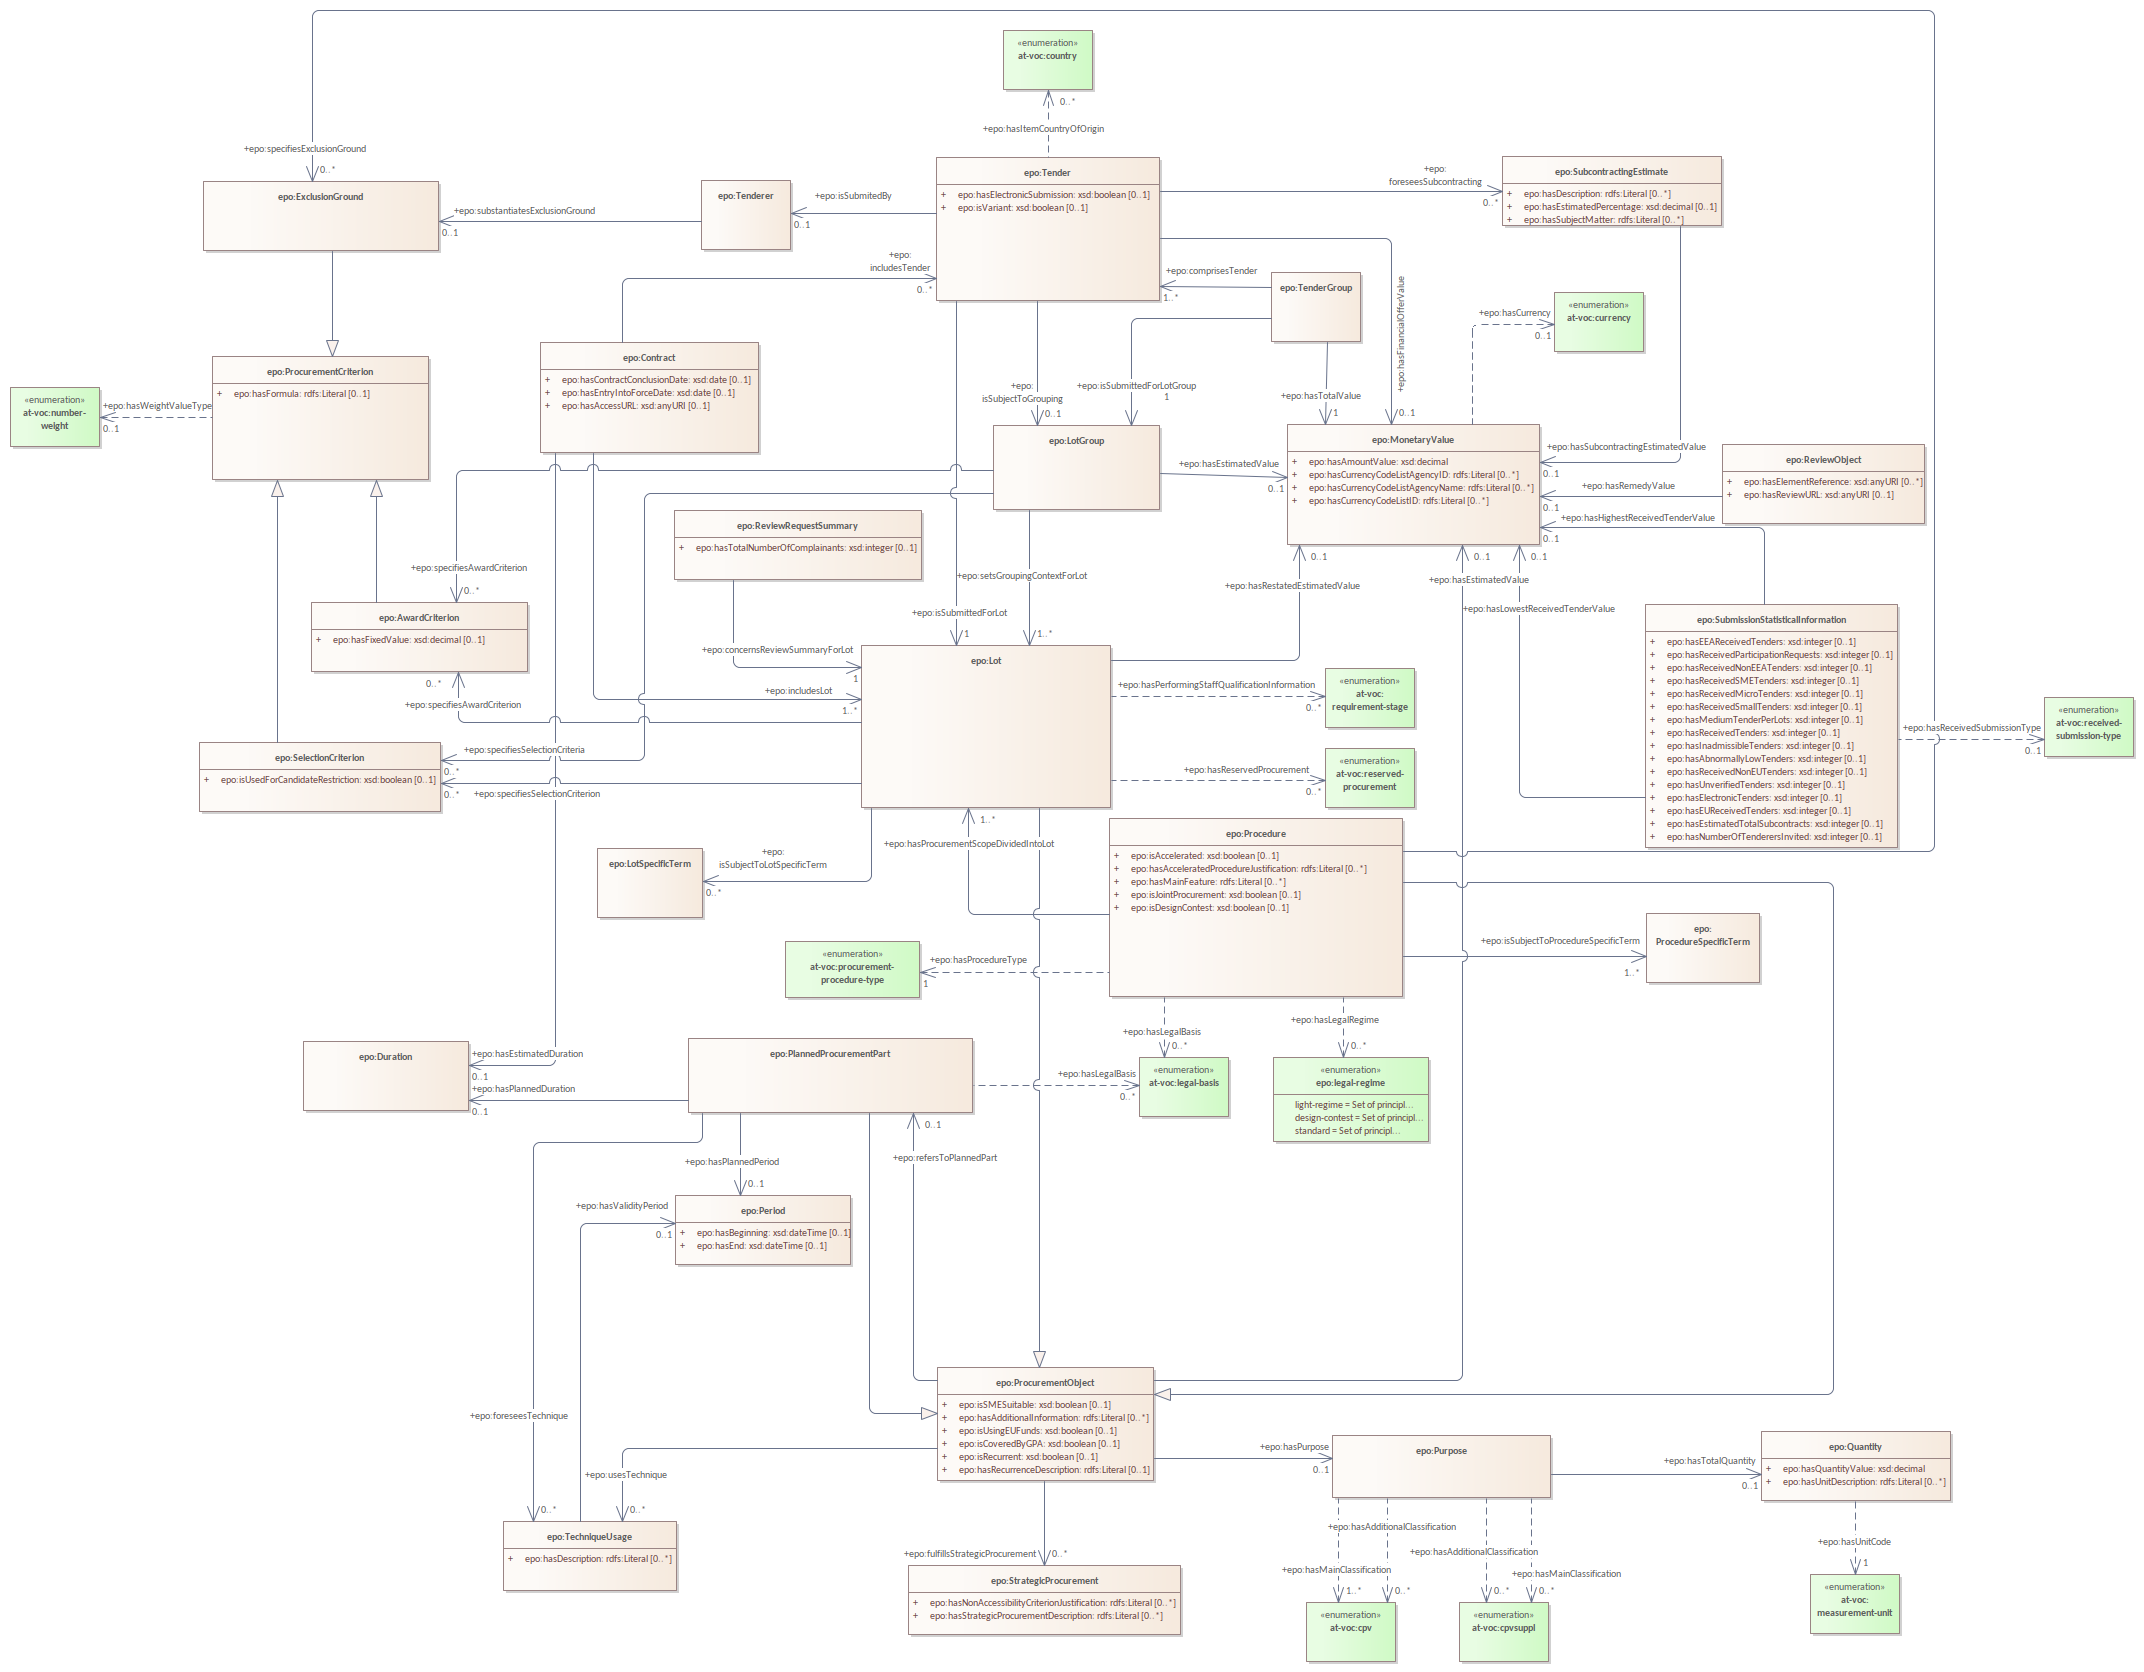 «enumeration»
at-voc:country
0..*
+epo:hasItemCountryOfOrigin
+epo:specifiesExclusionGround
0..*
epo:ExclusionGround
epo:Tenderer
+epo:isSubmitedBy
0..1
+epo:substantiatesExclusionGround
0..1
epo:Tender
+ epo:hasElectronicSubmission: xsd:boolean [0..1]
+ epo:isVariant: xsd:boolean [0..1]
+epo:
foreseesSubcontracting
0..*
epo:SubcontractingEstimate
+ epo:hasDescription: rdfs:Literal [0..*]
+ epo:hasEstimatedPercentage: xsd:decimal [0..1]
+ epo:hasSubjectMatter: rdfs:Literal [0..*]
+epo:
includesTender
0..*
+epo:comprisesTender
1..*
epo:TenderGroup
+epo:hasFinancialOfferValue
0..1
+epo:hasCurrency
0..1
«enumeration»
at-voc:currency
epo:ProcurementCriterion
+ epo:hasFormula: rdfs:Literal [0..1]
«enumeration»
at-voc:number-
weight
+epo:hasWeightValueType
0..1
epo:Contract
+ epo:hasContractConclusionDate: xsd:date [0..1]
+ epo:hasEntryIntoForceDate: xsd:date [0..1]
+ epo:hasAccessURL: xsd:anyURI [0..1]
+epo:
isSubjectToGrouping
0..1
+epo:isSubmittedForLotGroup
1
+epo:hasTotalValue
1
epo:LotGroup
+epo:hasEstimatedValue
0..1
epo:MonetaryValue
+ epo:hasAmountValue: xsd:decimal
+ epo:hasCurrencyCodeListAgencyID: rdfs:Literal [0..*]
+ epo:hasCurrencyCodeListAgencyName: rdfs:Literal [0..*]
+ epo:hasCurrencyCodeListID: rdfs:Literal [0..*]
+epo:hasSubcontractingEstimatedValue
0..1
+epo:hasRemedyValue
0..1
+epo:hasHighestReceivedTenderValue
0..1
epo:ReviewObject
+ epo:hasElementReference: xsd:anyURI [0..*]
+ epo:hasReviewURL: xsd:anyURI [0..1]
epo:ReviewRequestSummary
+ epo:hasTotalNumberOfComplainants: xsd:integer [0..1]
+epo:specifiesAwardCriterion
0..*
+epo:setsGroupingContextForLot
1..*
+epo:isSubmittedForLot
1
0..1
+epo:hasRestatedEstimatedValue
0..1
+epo:hasEstimatedValue
0..1
+epo:hasLowestReceivedTenderValue
epo:AwardCriterion
+ epo:hasFixedValue: xsd:decimal [0..1]
0..*
+epo:specifiesAwardCriterion
+epo:concernsReviewSummaryForLot
1
+epo:includesLot
1..*
epo:Lot
+epo:hasPerformingStaffQualificationInformation
0..*
«enumeration»
at-voc:
requirement-stage
+epo:hasReservedProcurement
0..*
«enumeration»
at-voc:reserved-
procurement
epo:SubmissionStatisticalInformation
+ epo:hasEEAReceivedTenders: xsd:integer [0..1]
+ epo:hasReceivedParticipationRequests: xsd:integer [0..1]
+ epo:hasReceivedNonEEATenders: xsd:integer [0..1]
+ epo:hasReceivedSMETenders: xsd:integer [0..1]
+ epo:hasReceivedMicroTenders: xsd:integer [0..1]
+ epo:hasReceivedSmallTenders: xsd:integer [0..1]
+ epo:hasMediumTenderPerLots: xsd:integer [0..1]
+ epo:hasReceivedTenders: xsd:integer [0..1]
+ epo:hasInadmissibleTenders: xsd:integer [0..1]
+ epo:hasAbnormallyLowTenders: xsd:integer [0..1]
+ epo:hasReceivedNonEUTenders: xsd:integer [0..1]
+ epo:hasUnverifiedTenders: xsd:integer [0..1]
+ epo:hasElectronicTenders: xsd:integer [0..1]
+ epo:hasEUReceivedTenders: xsd:integer [0..1]
+ epo:hasEstimatedTotalSubcontracts: xsd:integer [0..1]
+ epo:hasNumberOfTenderersInvited: xsd:integer [0..1]
+epo:hasReceivedSubmissionType
0..1
«enumeration»
at-voc:received-
submission-type
epo:SelectionCriterion
+ epo:isUsedForCandidateRestriction: xsd:boolean [0..1]
+epo:specifiesSelectionCriteria
0..*
+epo:specifiesSelectionCriterion
0..*
epo:LotSpecificTerm
+epo:
isSubjectToLotSpecificTerm
0..*
1..*
+epo:hasProcurementScopeDividedIntoLot
epo:Procedure
+ epo:isAccelerated: xsd:boolean [0..1]
+ epo:hasAcceleratedProcedureJustification: rdfs:Literal [0..*]
+ epo:hasMainFeature: rdfs:Literal [0..*]
+ epo:isJointProcurement: xsd:boolean [0..1]
+ epo:isDesignContest: xsd:boolean [0..1]
«enumeration»
at-voc:procurement-
procedure-type
+epo:hasProcedureType
1
+epo:isSubjectToProcedureSpecificTerm
1..*
epo:
ProcedureSpecificTerm
+epo:hasLegalBasis
0..*
+epo:hasLegalRegime
0..*
«enumeration»
at-voc:legal-basis
«enumeration»
epo:legal-regime
light-regime = Set of principl...
design-contest = Set of principl...
standard = Set of principl...
epo:Duration
+epo:hasEstimatedDuration
0..1
+epo:hasPlannedDuration
0..1
epo:PlannedProcurementPart
+epo:hasLegalBasis
0..*
0..1
+epo:refersToPlannedPart
+epo:hasPlannedPeriod
0..1
+epo:hasValidityPeriod
0..1
epo:Period
+ epo:hasBeginning: xsd:dateTime [0..1]
+ epo:hasEnd: xsd:dateTime [0..1]
epo:ProcurementObject
+ epo:isSMESuitable: xsd:boolean [0..1]
+ epo:hasAdditionalInformation: rdfs:Literal [0..*]
+ epo:isUsingEUFunds: xsd:boolean [0..1]
+ epo:isCoveredByGPA: xsd:boolean [0..1]
+ epo:isRecurrent: xsd:boolean [0..1]
+ epo:hasRecurrenceDescription: rdfs:Literal [0..1]
+epo:foreseesTechnique
0..*
+epo:usesTechnique
0..*
epo:TechniqueUsage
+ epo:hasDescription: rdfs:Literal [0..*]
+epo:fulfillsStrategicProcurement
0..*
epo:StrategicProcurement
+ epo:hasNonAccessibilityCriterionJustification: rdfs:Literal [0..*]
+ epo:hasStrategicProcurementDescription: rdfs:Literal [0..*]
+epo:hasPurpose
0..1
epo:Purpose
+epo:hasTotalQuantity
0..1
epo:Quantity
+ epo:hasQuantityValue: xsd:decimal
+ epo:hasUnitDescription: rdfs:Literal [0..*]
+epo:hasUnitCode
1
«enumeration»
at-voc:
measurement-unit
+epo:hasAdditionalClassification
+epo:hasAdditionalClassification
+epo:hasMainClassification
+epo:hasMainClassification
1..*
0..*
0..*
0..*
«enumeration»
at-voc:cpv
«enumeration»
at-voc:cpvsuppl